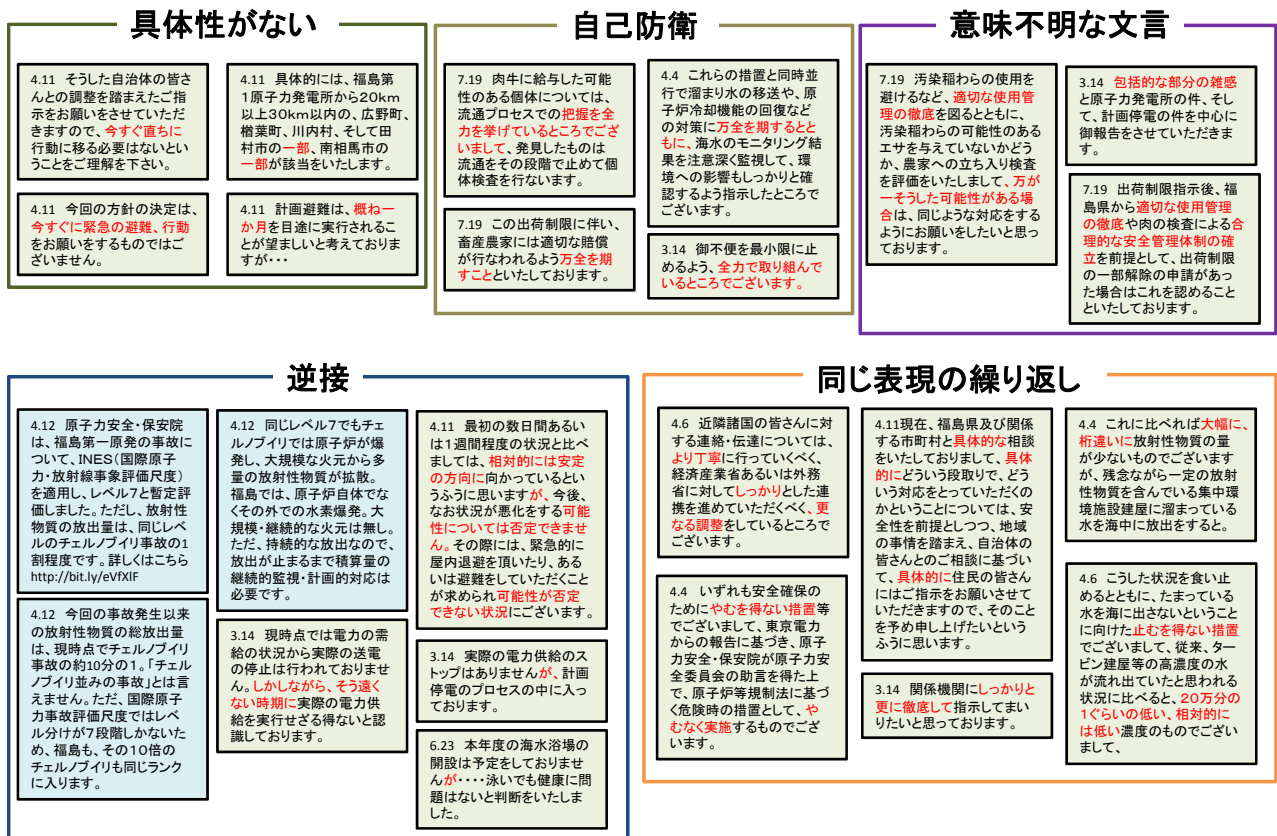 具体性がない
4.11 そうした自治体の皆さ
んとの調整を踏まえたご指
示をお願いをさせていただ
きますので、今すぐ直ちに
行動に移る必要はないとい
うことをご理解を下さい。
4.11 具体的には、福島第
1原子力発電所から20km
以上30km以内の、広野町、
楢葉町、川内村、そして田
村市の一部、南相馬市の
一部が該当をいたします。
4.11 今回の方針の決定は、
今すぐに緊急の避難、行動
をお願いをするものではご
ざいません。
4.11 計画避難は、概ね一
か月を目途に実行されるこ
とが望ましいと考えておりま
すが・・・
自己防衛
7.19 肉牛に給与した可能
性のある個体については、
流通プロセスでの把握を全
力を挙げているところでござ
いまして、発見したものは
流通をその段階で止めて個
体検査を行ないます。
4.4 これらの措置と同時並
行で溜まり水の移送や、原
子炉冷却機能の回復など
の対策に万全を期するとと
もに、海水のモニタリング結
果を注意深く監視して、環
境への影響もしっかりと確
認するよう指示したところで
ございます。
7.19 この出荷制限に伴い、
畜産農家には適切な賠償
が行なわれるよう万全を期
すことといたしております。
3.14 御不便を最小限に止
めるよう、全力で取り組んで
いるところでございます。
意味不明な文言
7.19 汚染稲わらの使用を
避けるなど、適切な使用管
理の徹底を図るとともに、
汚染稲わらの可能性のある
エサを与えていないかどう
か、農家への立ち入り検査
を評価をいたしまして、万が
一そうした可能性がある場
合は、同じような対応をする
ようにお願いをしたいと思っ
ております。
3.14 包括的な部分の雑感
と原子力発電所の件、そし
て、計画停電の件を中心に
御報告をさせていただきま
す。
7.19 出荷制限指示後、福
島県から適切な使用管理
の徹底や肉の検査による合
理的な安全管理体制の確
立を前提として、出荷制限
の一部解除の申請があっ
た場合はこれを認めること
といたしております。
逆接
4.12 原子力安全・保安院
は、福島第一原発の事故に
ついて、INES(国際原子
力・放射線事象評価尺度)
を適用し、レベル7と暫定評
価しました。ただし、放射性
物質の放出量は、同じレベ
ルのチェルノブイリ事故の1
割程度です。詳しくはこちら
http://bit.ly/eVfXlF
4.12 同じレベル7でもチェ
ルノブイリでは原子炉が爆
発し、大規模な火元から多
量の放射性物質が拡散。
福島では、原子炉自体でな
くその外での水素爆発。大
規模・継続的な火元は無し。
ただ、持続的な放出なので、
放出が止まるまで積算量の
継続的監視・計画的対応は
必要です。
4.11 最初の数日間あるい
は1週間程度の状況と比べ
ましては、相対的には安定
の方向に向かっているとい
うふうに思いますが、今後、
なお状況が悪化をする可能
性については否定できませ
ん。その際には、緊急的に
屋内退避を頂いたり、ある
いは避難をしていただくこと
が求められ可能性が否定
できない状況にございます。
4.12 今回の事故発生以来
の放射性物質の総放出量
は、現時点でチェルノブイリ
事故の約10分の1。「チェル
ノブイリ並みの事故」とは言
えません。ただ、国際原子
力事故評価尺度ではレベ
ル分けが7段階しかないた
め、福島も、その10倍の
チェルノブイリも同じランク
に入ります。
3.14 現時点では電力の需
給の状況から実際の送電
の停止は行われておりませ
ん。しかしながら、そう遠く
ない時期に実際の電力供
給を実行せざる得ないと認
識しております。
3.14 実際の電力供給のス
トップはありませんが、計画
停電のプロセスの中に入っ
ております。
6.23 本年度の海水浴場の
開設は予定をしておりませ
んが・・・・泳いでも健康に問
題はないと判断をいたしま
した。
同じ表現の繰り返し
4.6 近隣諸国の皆さんに対
する連絡・伝達については、
より丁寧に行っていくべく、
経済産業省あるいは外務
省に対してしっかりとした連
携を進めていただくべく、更
なる調整をしているところで
ございます。
4.11現在、福島県及び関係
する市町村と具体的な相談
をいたしておりまして、具体
的にどういう段取りで、どう
いう対応をとっていただくの
かということについては、安
全性を前提としつつ、地域
の事情を踏まえ、自治体の
皆さんとのご相談に基づい
て、具体的に住民の皆さん
にはご指示をお願いさせて
いただきますので、そのこと
を予め申し上げたいという
ふうに思います。
4.4 これに比べれば大幅に、
桁違いに放射性物質の量
が少ないものでございます
が、残念ながら一定の放射
性物質を含んでいる集中環
境施設建屋に溜まっている
水を海中に放出をすると。
4.4 いずれも安全確保の
ためにやむを得ない措置等
でございまして、東京電力
からの報告に基づき、原子
力安全・保安院が原子力安
全委員会の助言を得た上
で、原子炉等規制法に基づ
く危険時の措置として、や
むなく実施するものでござ
います。
3.14 関係機関にしっかりと
更に徹底して指示してまい
りたいと思っております。
4.6 こうした状況を食い止
めるとともに、たまっている
水を海に出さないということ
に向けた止むを得ない措置
でございまして、従来、ター
ビン建屋等の高濃度の水
が流れ出ていたと思われる
状況に比べると、20万分の
1ぐらいの低い、相対的に
は低い濃度のものでござい
まして、